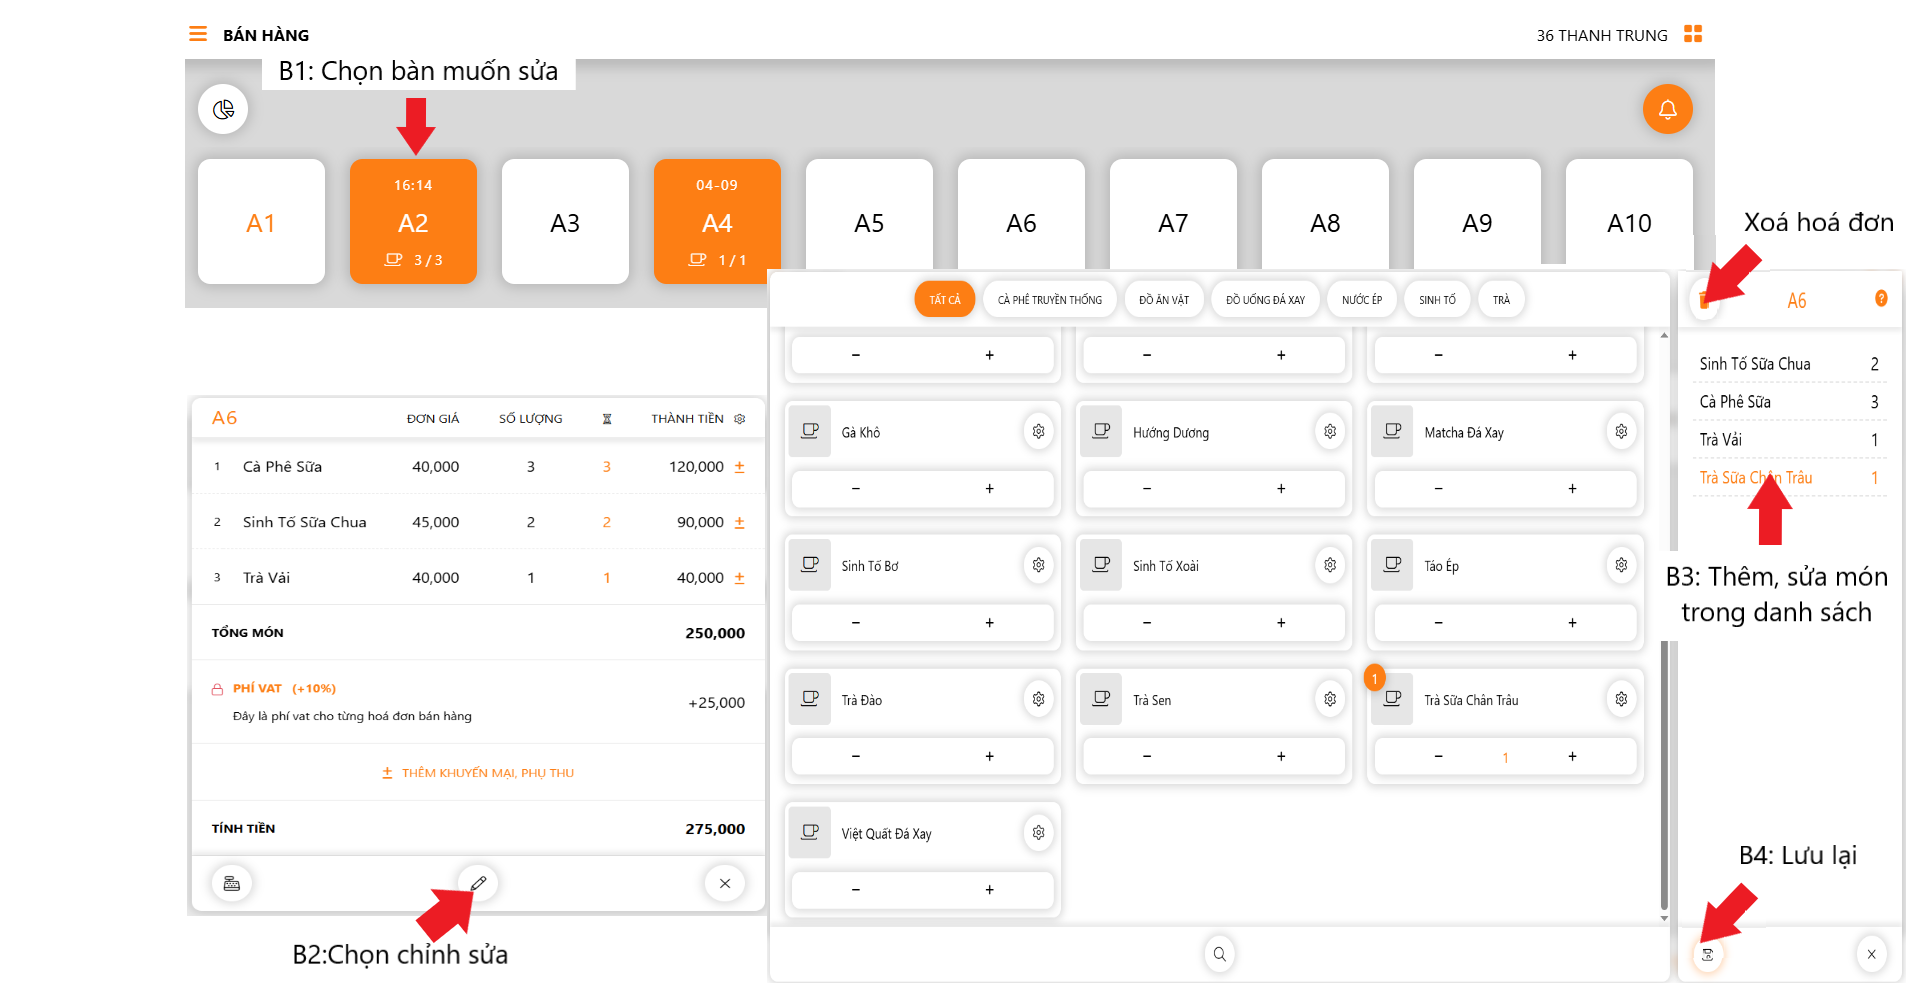 BÁN HÀNG
36 THANH TRUNG
B1: Chọn bàn muốn sửa
16:14
04-09
A1
A2
A3
A4
A5
A6
A7
A8
A9
A10
3 / 3
1 / 1
Xoá hoá đơn
TẤT CẢ
CÀ PHÊ TRUYỀN THỐNG
ĐỒ ĂN VẶT
ĐỒ UỐNG ĐÁ XAY
NƯỚC ÉP
SINH TỐ
TRÀ
A6
?
− +
− +
− +
Sinh Tố Sữa Chua 2
Cà Phê Sữa 3
Trà Vải 1
Trà Sữa Chân Trâu 1
A6 ĐƠN GIÁ SỐ LƯỢNG THÀNH TIỀN
1 Cà Phê Sữa 40,000 3 3 120,000 ±
2 Sinh Tố Sữa Chua 45,000 2 2 90,000 ±
3 Trà Vải 40,000 1 1 40,000 ±
TỔNG MÓN 250,000
PHÍ VAT (+10%)
Đây là phí vat cho từng hoá đơn bán hàng
+25,000
± THÊM KHUYẾN MẠI, PHỤ THU
TÍNH TIỀN 275,000
B2:Chọn chỉnh sửa
Gà Khô
− +
Hướng Dương
− +
Matcha Đá Xay
− +
Sinh Tố Bơ
− +
Sinh Tố Xoài
− +
Táo Ép
− +
Trà Đào
− +
Trà Sen
− +
1
Trà Sữa Chân Trâu
− 1 +
Việt Quất Đá Xay
− +
B3: Thêm, sửa món
trong danh sách
B4: Lưu lại